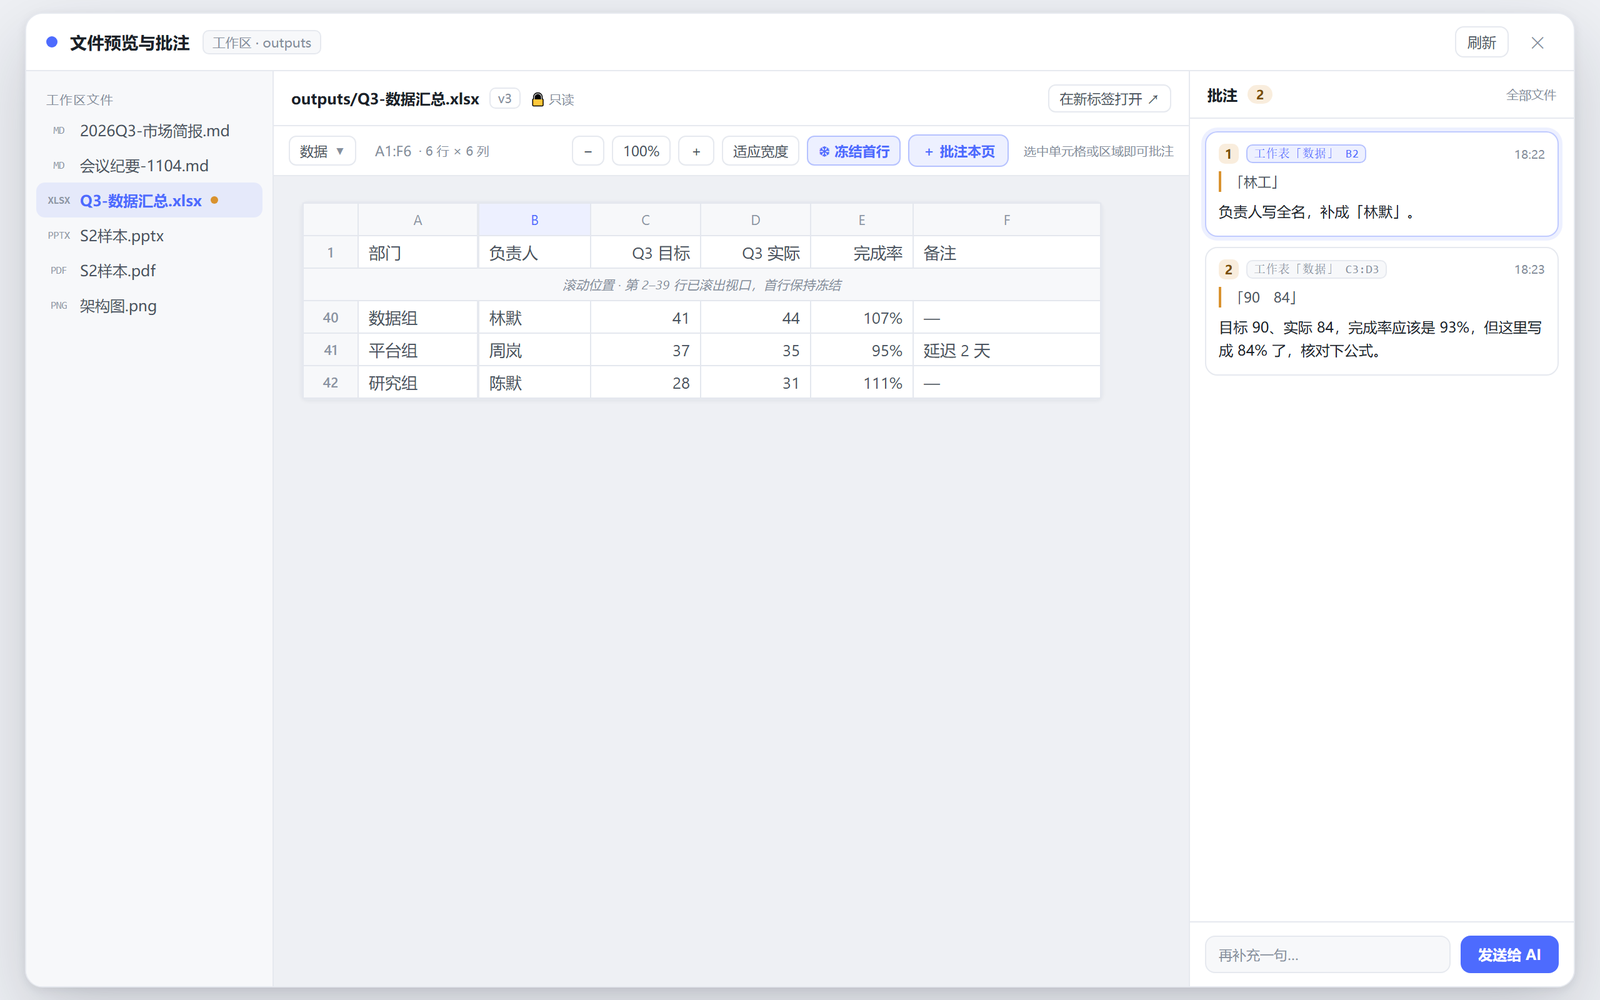 文件预览与批注
工作区 · outputs
刷新
工作区文件
MD 2026Q3-市场简报.md
MD 会议纪要-1104.md
XLSX Q3-数据汇总.xlsx
PPTX S2样本.pptx
PDF S2样本.pdf
PNG 架构图.png
outputs/Q3-数据汇总.xlsx v3 只读
在新标签打开 ↗
数据 ▼ A1:F6 · 6 行 × 6 列 − 100% + 适应宽度 ❄ 冻结首行 + 批注本页 选中单元格或区域即可批注
A B C D E F
1 部门 负责人 Q3 目标 Q3 实际 完成率 备注
滚动位置 · 第 2–39 行已滚出视口，首行保持冻结
40 数据组 林默 41 44 107% —
41 平台组 周岚 37 35 95% 延迟 2 天
42 研究组 陈默 28 31 111% —
批注 2 全部文件
1 工作表「数据」 B2 18:22
「林工」
负责人写全名，补成「林默」。
2 工作表「数据」 C3:D3 18:23
「90 84」
目标 90、实际 84，完成率应该是 93%，但这里写
成 84% 了，核对下公式。
再补充一句...
发送给 AI